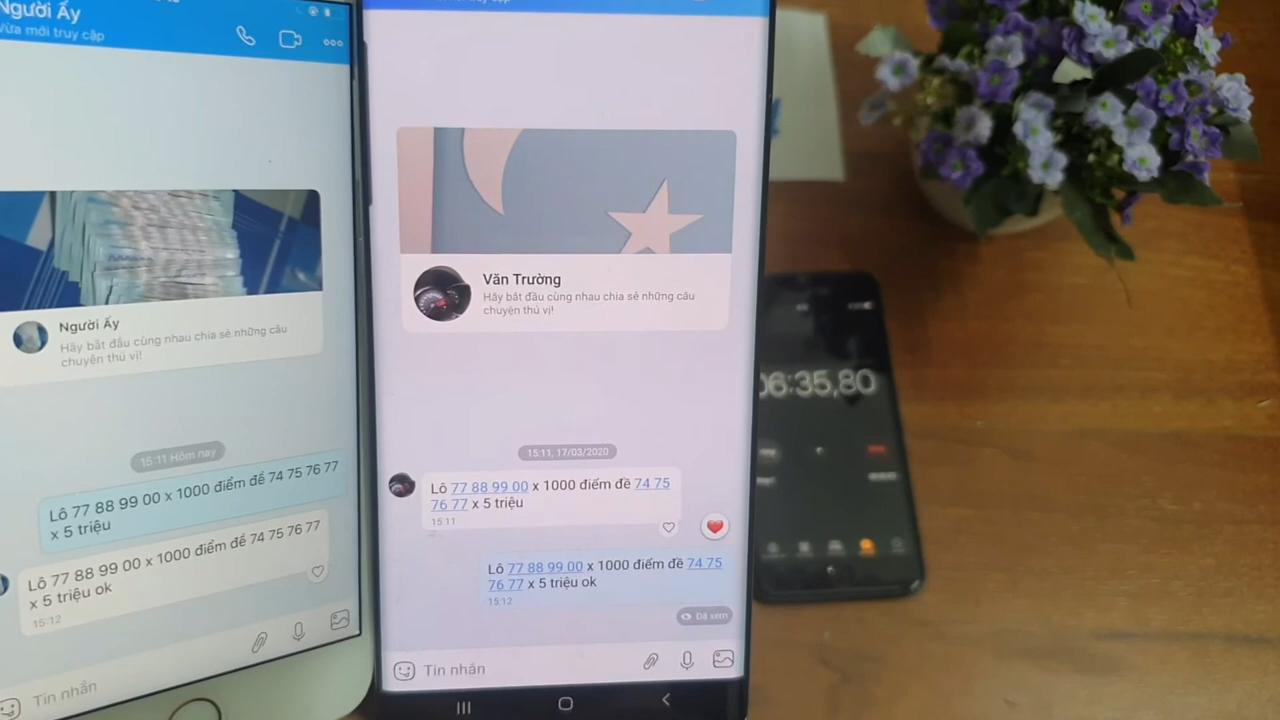 Người Ấy
Vừa mới truy cập
Người Ấy
Hãy bắt đầu cùng nhau chia sẻ những câu
chuyện thú vị!
15:11 Hôm nay
Lô 77 88 99 00 x 1000 điểm đề 74 75 76 77
x 5 triệu
Lô 77 88 99 00 x 1000 điểm đề 74 75 76 77
x 5 triệu ok
15:12
Tin nhắn
truy cập
Văn Trường
Hãy bắt đầu cùng nhau chia sẻ những câu
chuyện thú vị!
15:11, 17/03/2020
Lô 77 88 99 00 x 1000 điểm đề 74 75
76 77 x 5 triệu
15:11
Lô 77 88 99 00 x 1000 điểm đề 74 75
76 77 x 5 triệu ok
15:12
Đã xem
Tin nhắn
06:35,80